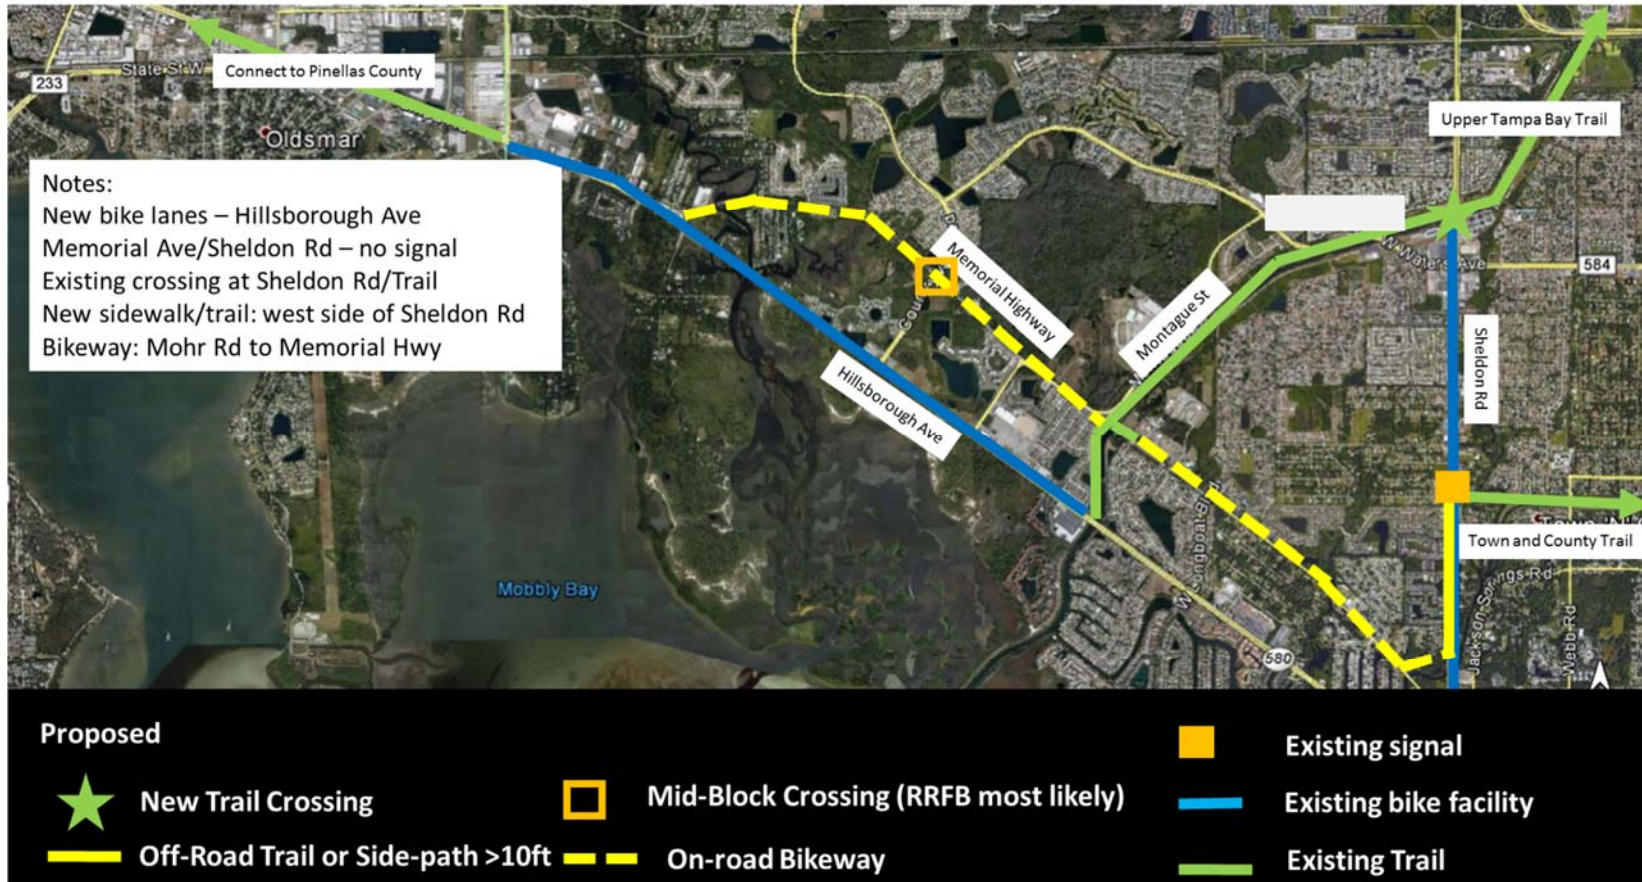 233
State St W
Connect to Pinellas County
Oldsmar
Upper Tampa Bay Trail
Notes:
New bike lanes – Hillsborough Ave
Memorial Ave/Sheldon Rd – no signal
Existing crossing at Sheldon Rd/Trail
New sidewalk/trail: west side of Sheldon Rd
Bikeway: Mohr Rd to Memorial Hwy
Memorial Highway
W Waters Ave
584
Montague St
Sheldon Rd
Hillsborough Ave
Town and County Trail
Mobbly Bay
Jackson Springs Rd
Webb Rd
580
Proposed
New Trail Crossing
Off-Road Trail or Side-path >10ft
Mid-Block Crossing (RRFB most likely)
On-road Bikeway
Existing signal
Existing bike facility
Existing Trail